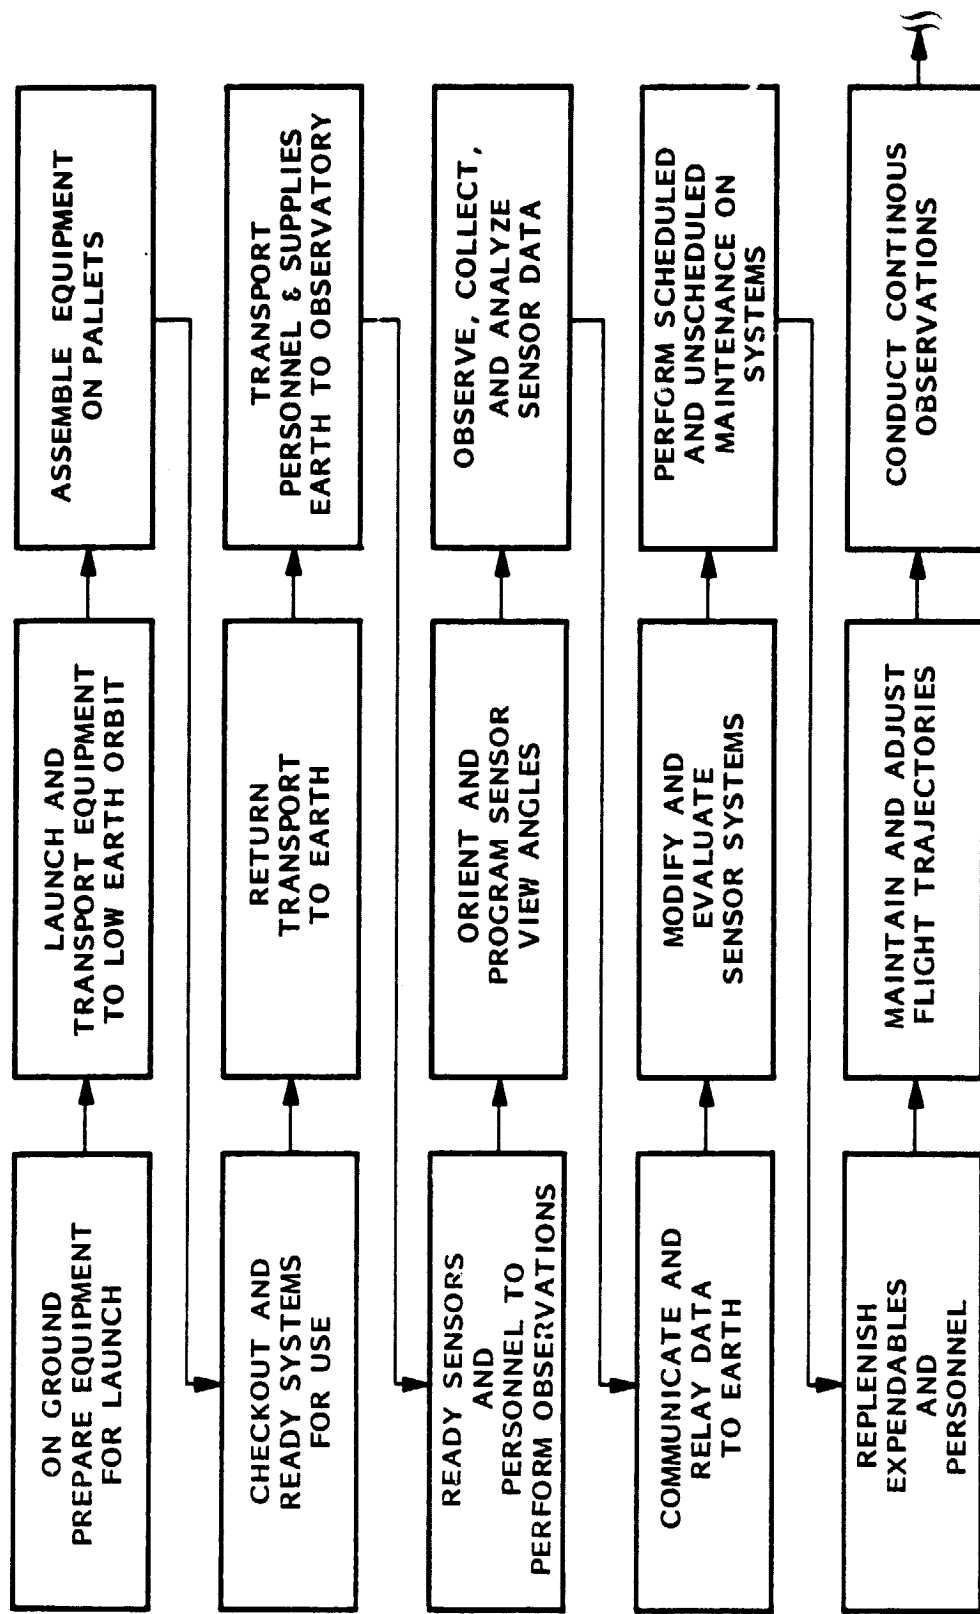 ON GROUND
PREPARE EQUIPMENT
FOR LAUNCH
LAUNCH AND
TRANSPORT EQUIPMENT
TO LOW EARTH ORBIT
ASSEMBLE EQUIPMENT
ON PALLETS
CHECKOUT AND
READY SYSTEMS
FOR USE
RETURN
TRANSPORT
TO EARTH
TRANSPORT
PERSONNEL & SUPPLIES
EARTH TO OBSERVATORY
READY SENSORS
AND
PERSONNEL TO
PERFORM OBSERVATIONS
ORIENT AND
PROGRAM SENSOR
VIEW ANGLES
OBSERVE, COLLECT,
AND ANALYZE
SENSOR DATA
COMMUNICATE AND
RELAY DATA
TO EARTH
MODIFY AND
EVALUATE
SENSOR SYSTEMS
PERFORM SCHEDULED
AND UNSCHEDULED
MAINTENANCE ON
SYSTEMS
REPLENISH
EXPENDABLES
AND
PERSONNEL
MAINTAIN AND ADJUST
FLIGHT TRAJECTORIES
CONDUCT CONTINOUS
OBSERVATIONS